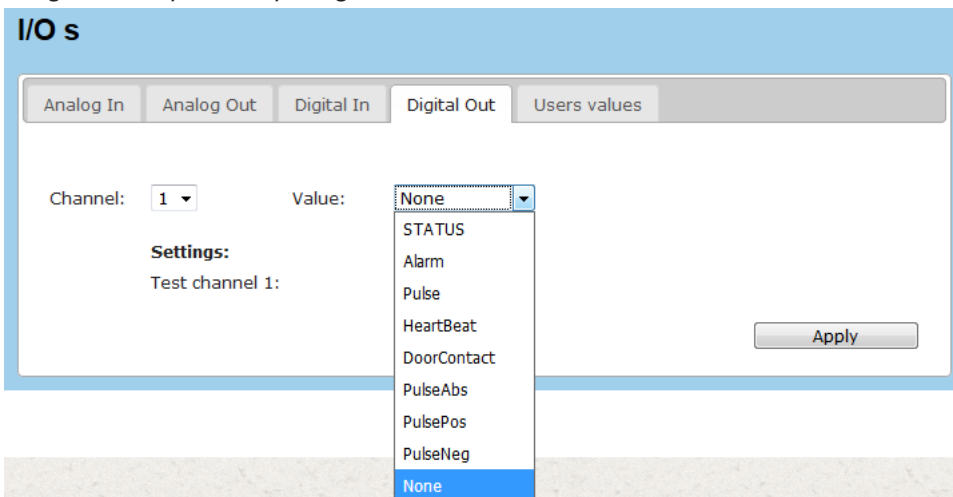 I/O s
Analog In Analog Out Digital In Digital Out Users values
Channel: 1 Value: None
STATUS
Settings:
Alarm
Test channel 1:
Pulse
HeartBeat
Apply
DoorContact
PulseAbs
PulsePos
PulseNeg
None